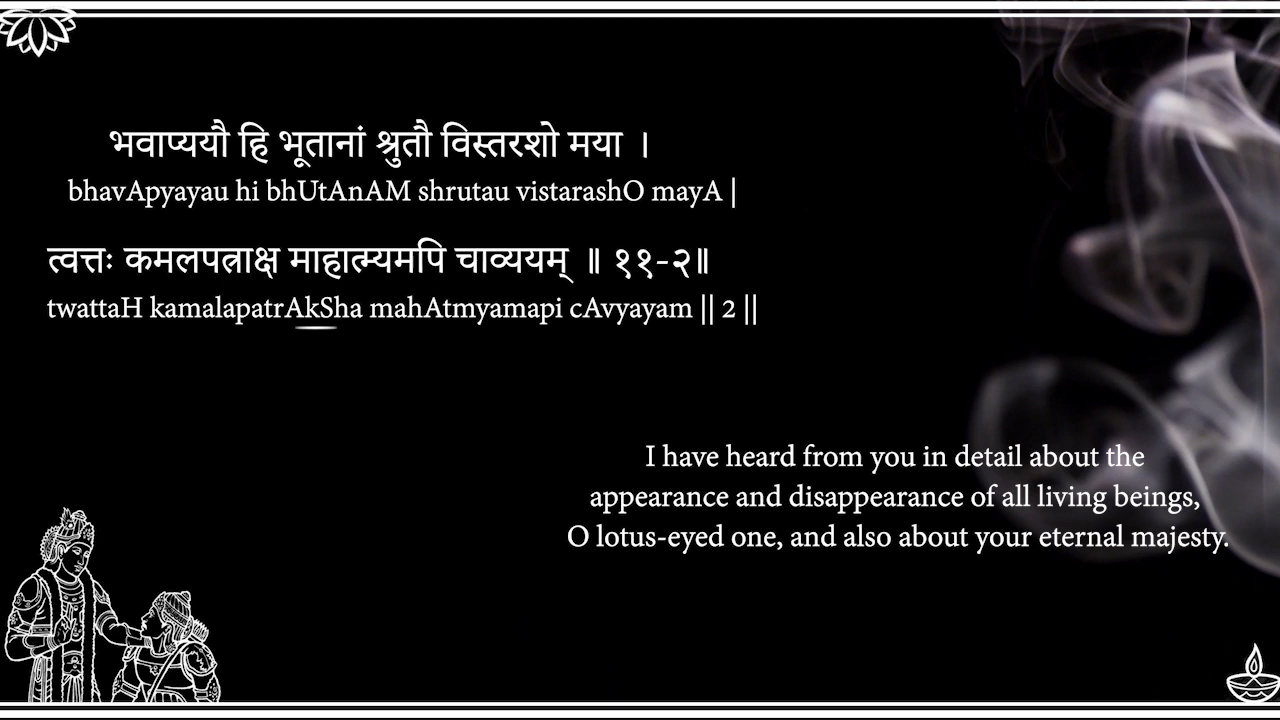 भवाप्ययौ हि भूतानां श्रुतौ विस्तरशो मया ।
bhavApyayau hi bhUtAnAM shrutau vistarashO mayA |
त्वत्तः कमलपत्राक्ष माहात्म्यमपि चाव्ययम् ॥ ११-२॥
twattaH kamalapatrAkSha mahAtmyamapi cAvyayam || 2 ||
I have heard from you in detail about the
appearance and disappearance of all living beings,
O lotus-eyed one, and also about your eternal majesty.